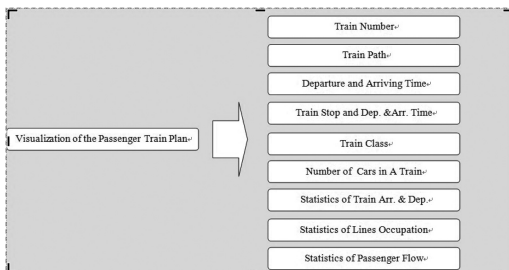 Train Number
Train Path
Departure and Arriving Time
Train Stop and Dep. &Arr. Time
Visualization of the Passenger Train Plan
Train Class
Number of Cars in A Train
Statistics of Train Arr. & Dep.
Statistics of Lines Occupation
Statistics of Passenger Flow